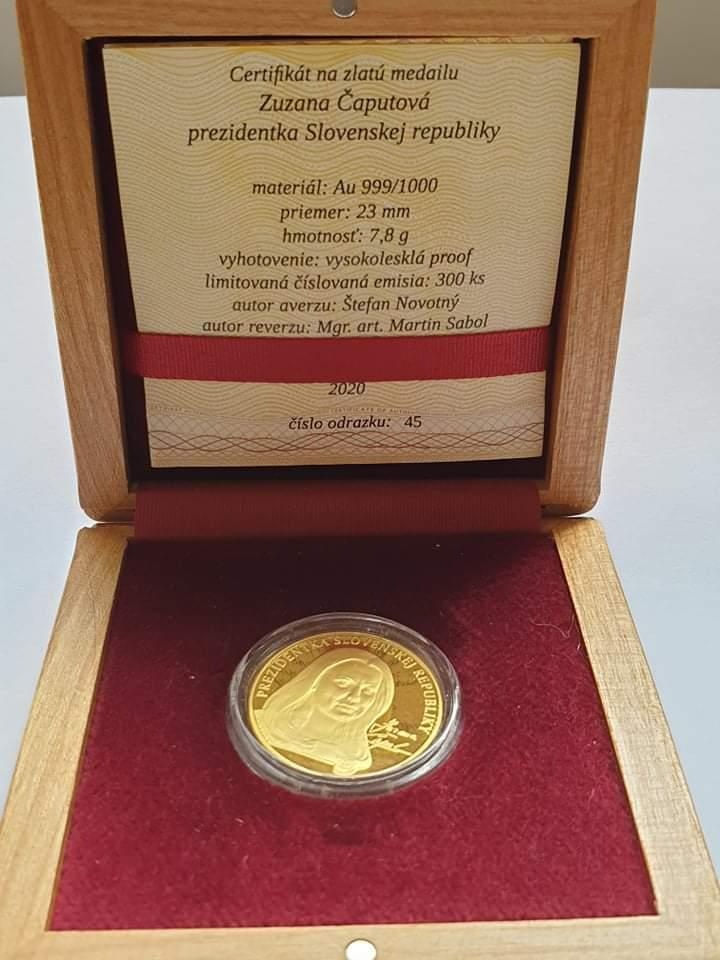 Certifikát na zlatú medailu
Zuzana Čaputová
prezidentka Slovenskej republiky
materiál: Au 999/1000
priemer: 23 mm
hmotnosť: 7,8 g
vyhotovenie: vysokolesklá proof
limitovaná číslovaná emisia: 300 ks
autor averzu: Štefan Novotný
autor reverzu: Mgr. art. Martin Sabol
2020
CERTIFICATE OF
číslo odrazku: 45
PREZIDENTKA SLOVENSKEJ REPUBLIKY